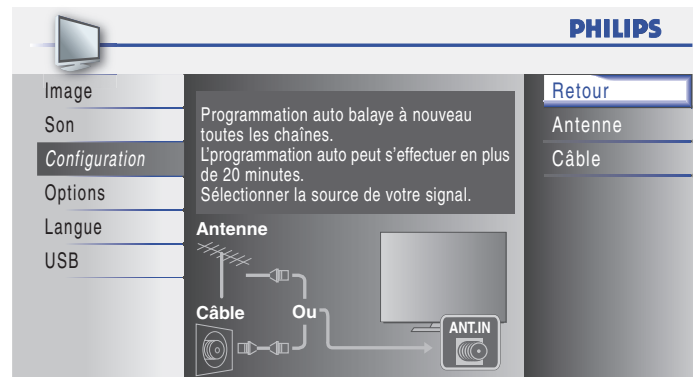 PHILIPS
Image
Son
Configuration
Options
Langue
USB
Programmation auto balaye à nouveau
toutes les chaînes.
L'programmation auto peut s'effectuer en plus
de 20 minutes.
Sélectionner la source de votre signal.
Antenne
Câble
Ou
ANT.IN
Retour
Antenne
Câble